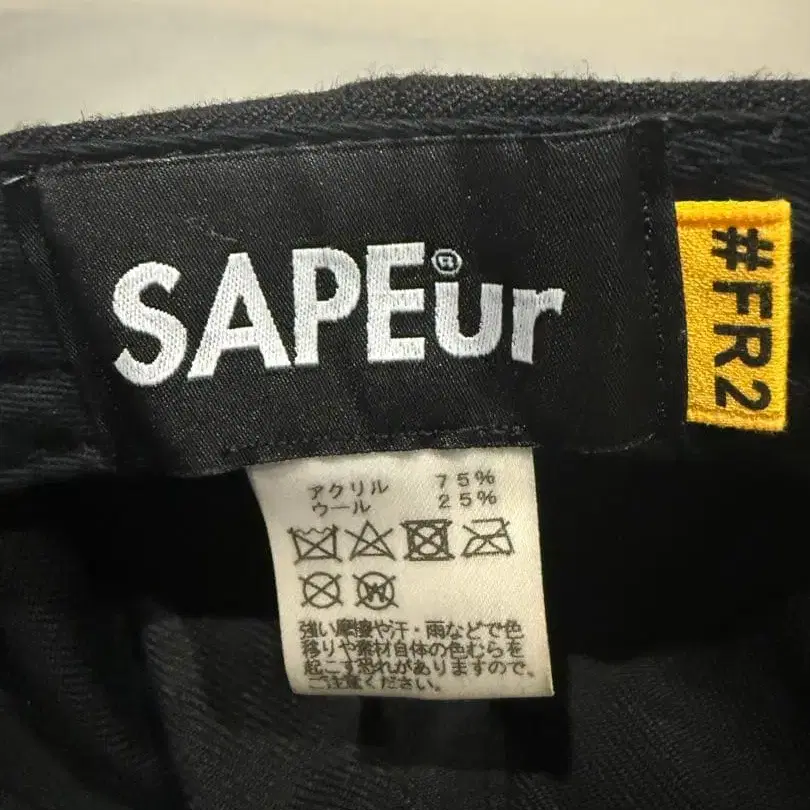 SAPEur®
#FR2
アクリル 75%
ウール 25%
W
強い摩擦や汗・雨などで色
移りや素材自体の色むらを
起こす恐れがありますので、
ご注意ください。